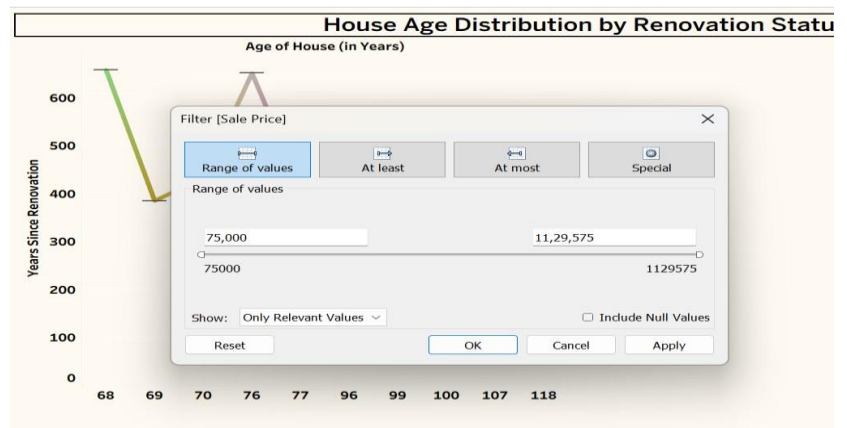 House Age Distribution by Renovation Statu
Age of House (in Years)
Years Since Renovation
600
500
400
300
200
100
0
68 69 70 76 77 96 99 100 107 118
Filter [Sale Price]
Range of values At least At most Special
Range of values
75,000 11,29,575
75000 1129575
Show: Only Relevant Values Include Null Values
Reset OK Cancel Apply